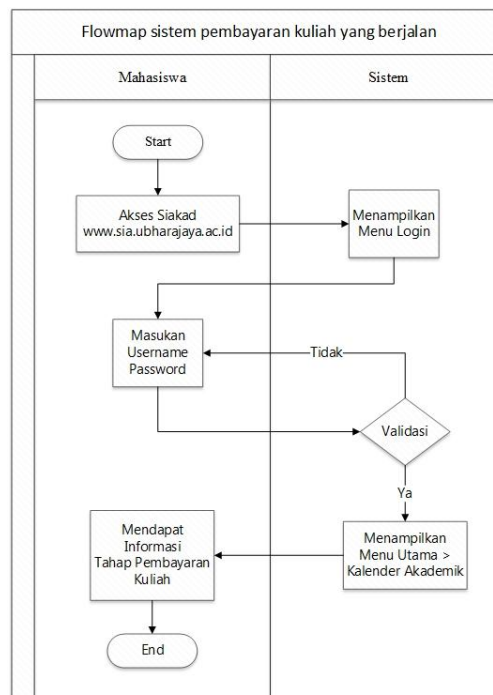 Flowmap sistem pembayaran kuliah yang berjalan
Mahasiswa
Sistem
Start
Akses Siakad
www.sia.ubharajaya.ac.id
Menampilkan
Menu Login
Masukan
Username
Password
Tidak
Validasi
Ya
Menampilkan
Menu Utama >
Kalender Akademik
Mendapat
Informasi
Tahap Pembayaran
Kuliah
End